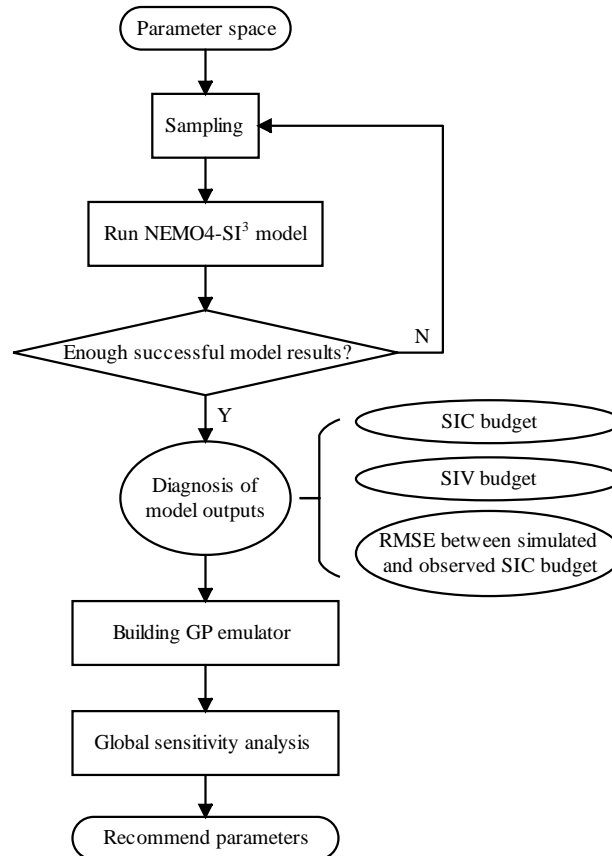 Parameter space
Sampling
Run NEMO4-SI³ model
Enough successful model results?
N
Y
Diagnosis of
model outputs
SIC budget
SIV budget
RMSE between simulated
and observed SIC budget
Building GP emulator
Global sensitivity analysis
Recommend parameters